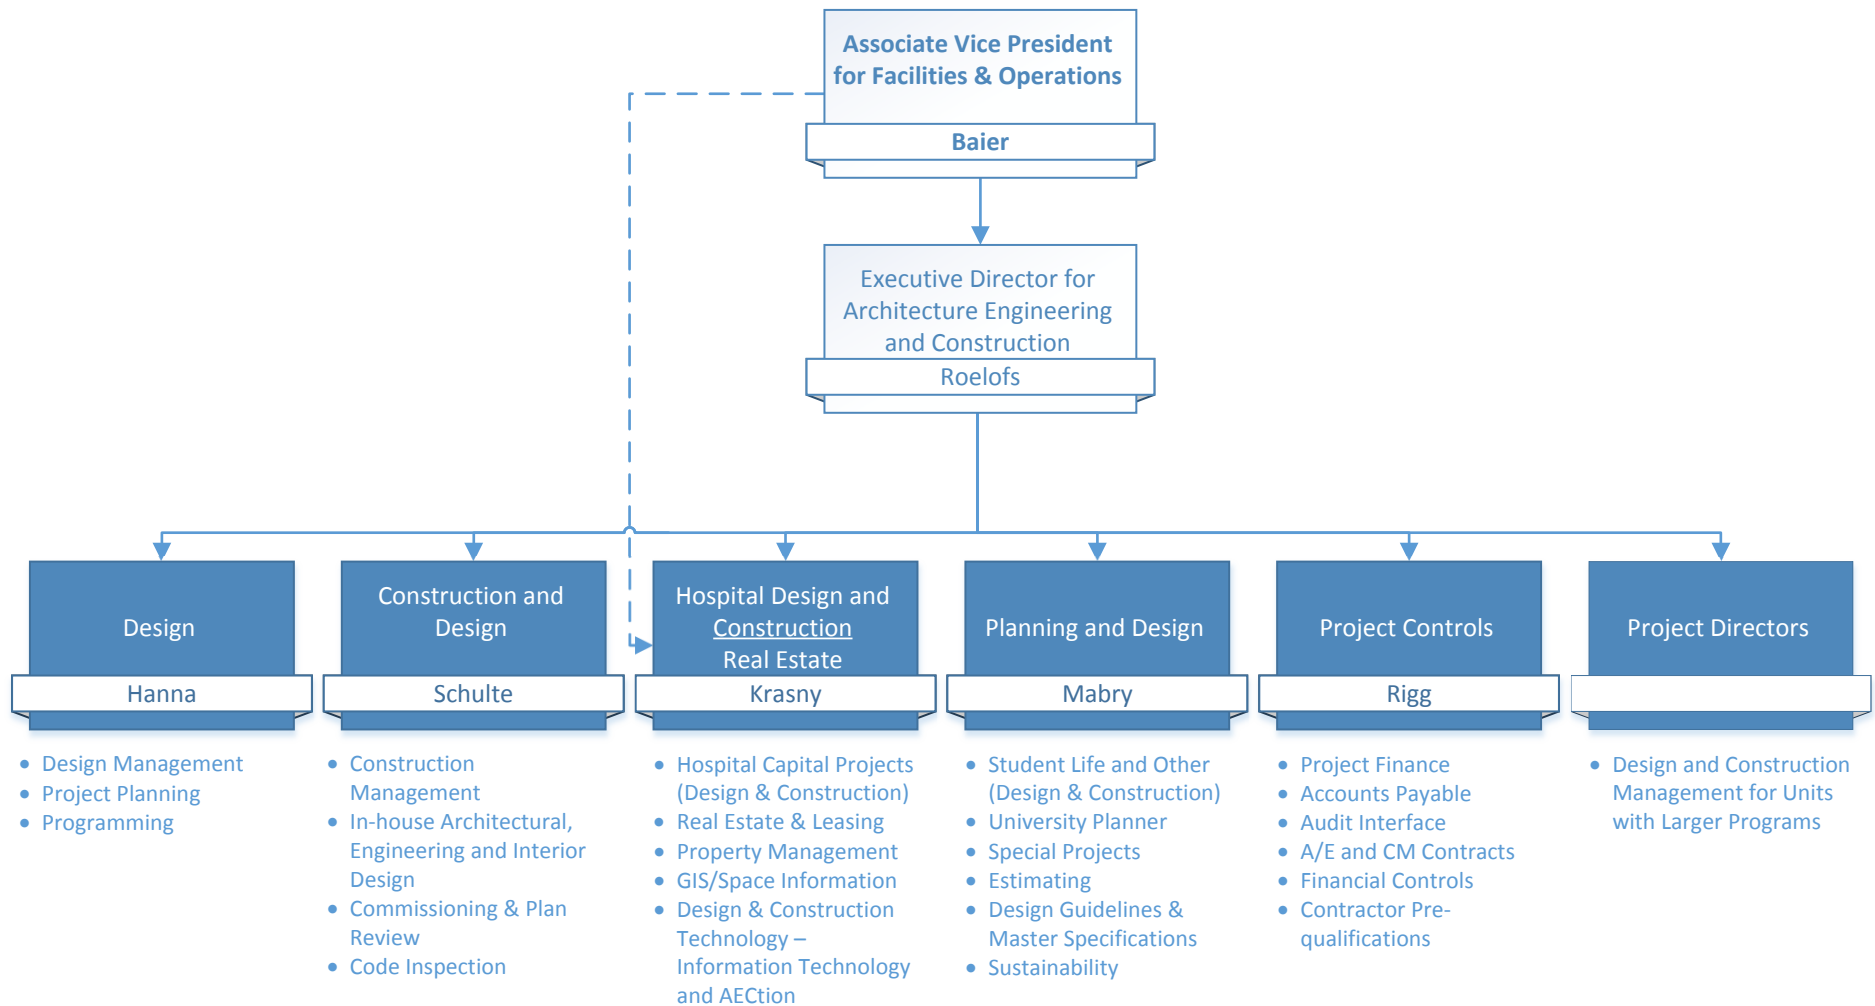 Associate Vice President
for Facilities & Operations
Baier
Executive Director for
Architecture Engineering
and Construction
Roelofs
Design
Hanna
• Design Management
• Project Planning
• Programming
Construction and
Design
Schulte
• Construction
Management
• In-house Architectural,
Engineering and Interior
Design
• Commissioning & Plan
Review
• Code Inspection
Hospital Design and
Construction
Real Estate
Krasny
• Hospital Capital Projects
(Design & Construction)
• Real Estate & Leasing
• Property Management
• GIS/Space Information
• Design & Construction
Technology –
Information Technology
and AECtion
Planning and Design
Mabry
• Student Life and Other
(Design & Construction)
• University Planner
• Special Projects
• Estimating
• Design Guidelines &
Master Specifications
• Sustainability
Project Controls
Rigg
• Project Finance
• Accounts Payable
• Audit Interface
• A/E and CM Contracts
• Financial Controls
• Contractor Pre-
qualifications
Project Directors
• Design and Construction
Management for Units
with Larger Programs